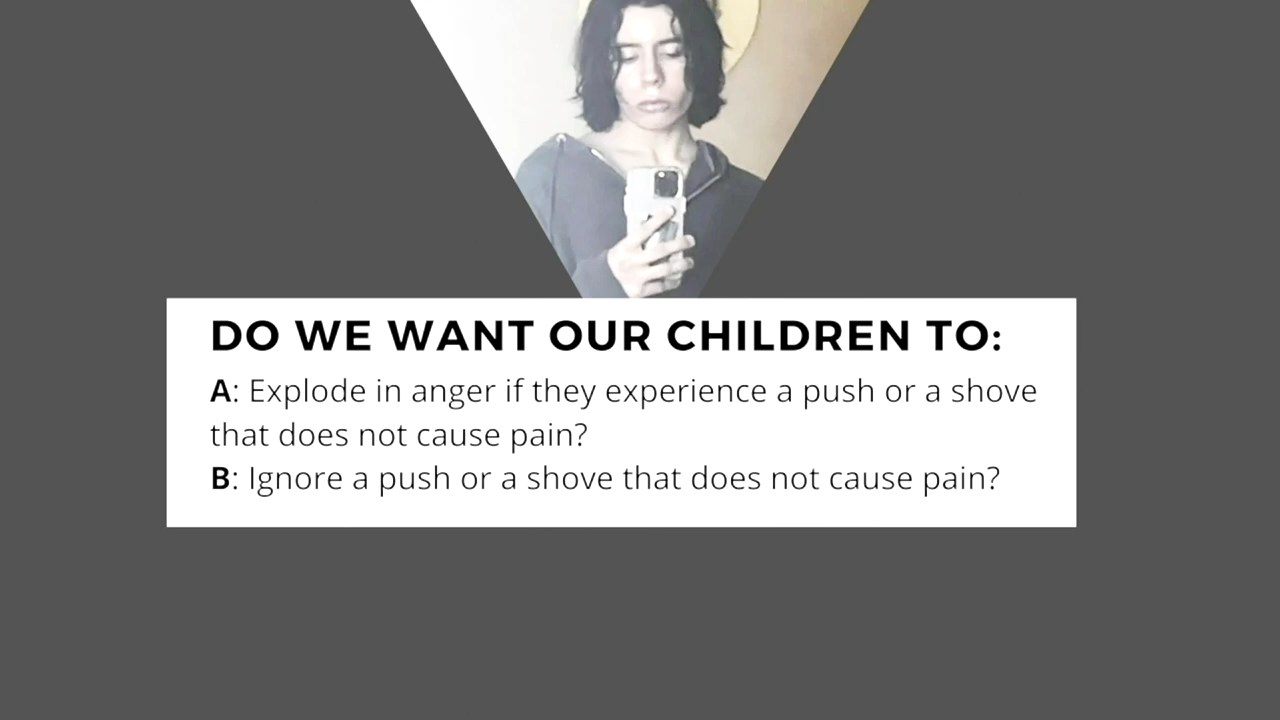 DO WE WANT OUR CHILDREN TO:
A: Explode in anger if they experience a push or a shove
that does not cause pain?
B: Ignore a push or a shove that does not cause pain?